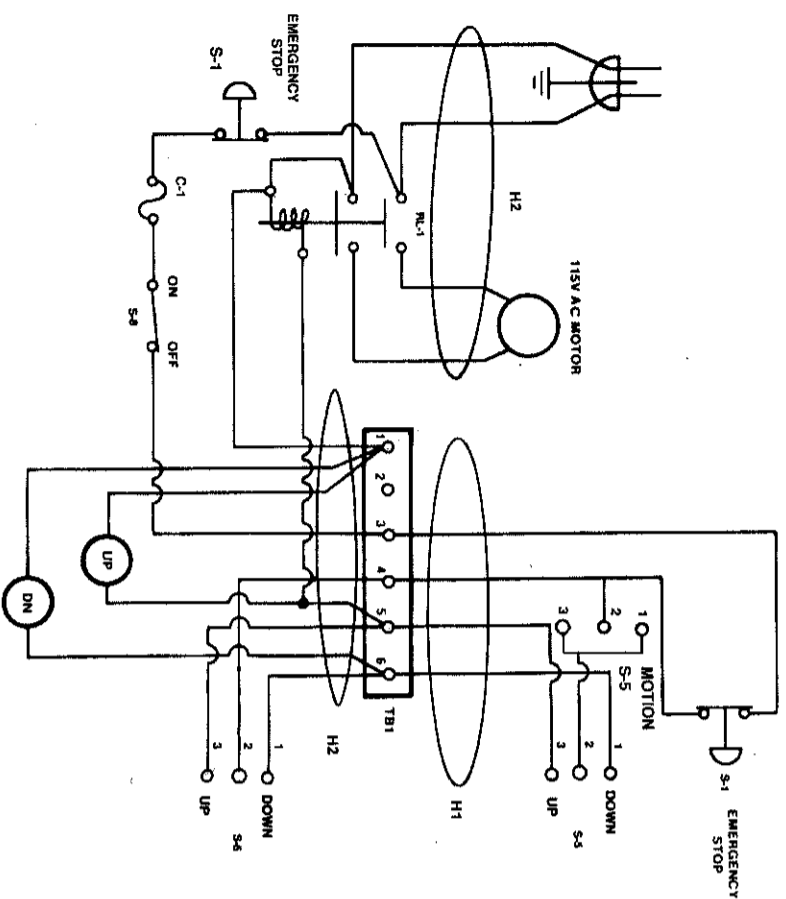 EMERGENCY
STOP
S-1
C-1
ON
OFF
S-8
RL-1
H2
115V AC MOTOR
1
2
3
4
5
6
TB1
H2
H1
UP
DN
1
2
3
MOTION
S-5
1
2
3
DOWN
S-5
UP
1
2
3
DOWN
S-6
UP
S-1
EMERGENCY
STOP